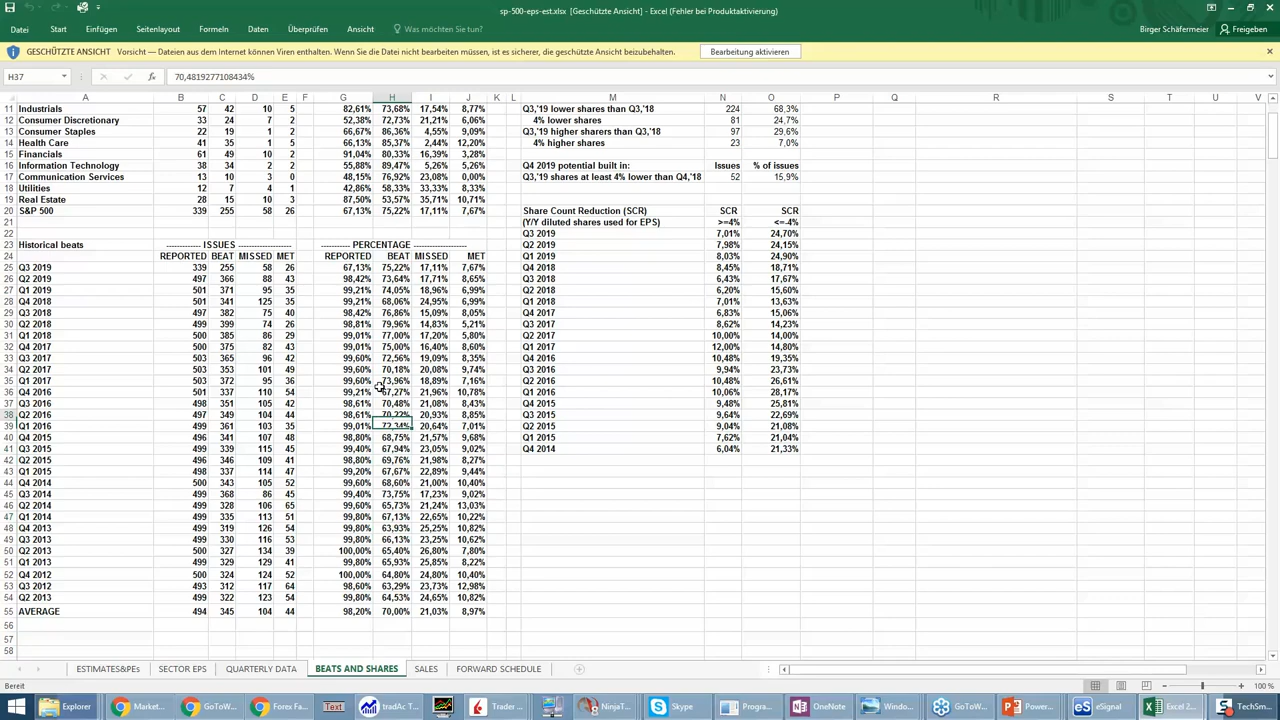 sp-500-eps-est.xlsx [Geschützte Ansicht] - Excel (Fehler bei Produktaktivierung)
Datei Start Einfügen Seitenlayout Formeln Daten Überprüfen Ansicht Was möchten Sie tun? Birger Schäfermeier Freigeben
GESCHÜTZTE ANSICHT Vorsicht — Dateien aus dem Internet können Viren enthalten. Wenn Sie die Datei nicht bearbeiten müssen, ist es sicherer, die geschützte Ansicht beizubehalten. Bearbeitung aktivieren
H37 fx 70,4819277108434%
A B C D E F G H I J K L M N O P Q R S T U V
11 Industrials 57 42 10 5 82,61% 73,68% 17,54% 8,77% Q3,'19 lower shares than Q3,'18 224 68,3%
12 Consumer Discretionary 33 24 7 2 52,38% 72,73% 21,21% 6,06% 4% lower shares 81 24,7%
13 Consumer Staples 22 19 1 2 66,67% 86,36% 4,55% 9,09% Q3,'19 higher sharers than Q3,'18 97 29,6%
14 Health Care 41 35 1 5 66,13% 85,37% 2,44% 12,20% 4% higher shares 23 7,0%
15 Financials 61 49 10 2 91,04% 80,33% 16,39% 3,28%
16 Information Technology 38 34 2 2 55,88% 89,47% 5,26% 5,26% Q4 2019 potential built in: Issues % of issues
17 Communication Services 13 10 3 0 48,15% 76,92% 23,08% 0,00% Q3,'19 shares at least 4% lower than Q4,'18 52 15,9%
18 Utilities 12 7 4 1 42,86% 58,33% 33,33% 8,33%
19 Real Estate 28 15 10 3 87,50% 53,57% 35,71% 10,71%
20 S&P 500 339 255 58 26 67,13% 75,22% 17,11% 7,67% Share Count Reduction (SCR) SCR SCR
21 (Y/Y diluted shares used for EPS) >=4% <=-4%
22 Q3 2019 7,01% 24,70%
23 Historical beats ------------- ISSUES --------------------- ----------- PERCENTAGE ------------------- Q2 2019 7,98% 24,15%
24 REPORTED BEAT MISSED MET REPORTED BEAT MISSED MET Q1 2019 8,03% 24,90%
25 Q3 2019 339 255 58 26 67,13% 75,22% 17,11% 7,67% Q4 2018 8,45% 18,71%
26 Q2 2019 497 366 88 43 98,42% 73,64% 17,71% 8,65% Q3 2018 6,43% 17,67%
27 Q1 2019 501 371 95 35 99,21% 74,05% 18,96% 6,99% Q2 2018 6,20% 15,60%
28 Q4 2018 501 341 125 35 99,21% 68,06% 24,95% 6,99% Q1 2018 7,01% 13,63%
29 Q3 2018 497 382 75 40 98,42% 76,86% 15,09% 8,05% Q4 2017 6,83% 15,06%
30 Q2 2018 499 399 74 26 98,81% 79,96% 14,83% 5,21% Q3 2017 8,62% 14,23%
31 Q1 2018 500 385 86 29 99,01% 77,00% 17,20% 5,80% Q2 2017 10,00% 14,00%
32 Q4 2017 500 375 82 43 99,01% 75,00% 16,40% 8,60% Q1 2017 12,00% 14,80%
33 Q3 2017 503 365 96 42 99,60% 72,56% 19,09% 8,35% Q4 2016 10,48% 19,35%
34 Q2 2017 503 353 101 49 99,60% 70,18% 20,08% 9,74% Q3 2016 9,94% 23,73%
35 Q1 2017 503 372 95 36 99,60% 73,96% 18,89% 7,16% Q2 2016 10,48% 26,61%
36 Q4 2016 501 337 110 54 99,21% 67,27% 21,96% 10,78% Q1 2016 10,06% 28,17%
37 Q3 2016 498 351 105 42 98,61% 70,48% 21,08% 8,43% Q4 2015 9,48% 25,81%
38 Q2 2016 497 349 104 44 98,61% 70,22% 20,93% 8,85% Q3 2015 9,64% 22,69%
39 Q1 2016 499 361 103 35 99,01% 72,34% 20,64% 7,01% Q2 2015 9,04% 21,08%
40 Q4 2015 496 341 107 48 98,80% 68,75% 21,57% 9,68% Q1 2015 7,62% 21,04%
41 Q3 2015 499 339 115 45 99,40% 67,94% 23,05% 9,02% Q4 2014 6,04% 21,33%
42 Q2 2015 496 346 109 41 98,80% 69,76% 21,98% 8,27%
43 Q1 2015 498 337 114 47 99,20% 67,67% 22,89% 9,44%
44 Q4 2014 500 343 105 52 99,60% 68,60% 21,00% 10,40%
45 Q3 2014 499 368 86 45 99,40% 73,75% 17,23% 9,02%
46 Q2 2014 499 328 106 65 99,60% 65,73% 21,24% 13,03%
47 Q1 2014 499 335 113 51 99,80% 67,13% 22,65% 10,22%
48 Q4 2013 499 319 126 54 99,80% 63,93% 25,25% 10,82%
49 Q3 2013 499 330 116 53 99,80% 66,13% 23,25% 10,62%
50 Q2 2013 500 327 134 39 100,00% 65,40% 26,80% 7,80%
51 Q1 2013 499 329 129 41 99,80% 65,93% 25,85% 8,22%
52 Q4 2012 500 324 124 52 100,00% 64,80% 24,80% 10,40%
53 Q3 2012 493 312 117 64 98,60% 63,29% 23,73% 12,98%
54 Q2 2013 499 322 123 54 99,80% 64,53% 24,65% 10,82%
55 AVERAGE 494 345 104 44 98,20% 70,00% 21,03% 8,97%
56
57
58
ESTIMATES&PEs SECTOR EPS QUARTERLY DATA BEATS AND SHARES SALES FORWARD SCHEDULE
Bereit 100 %
Explorer Market... GoToW... Forex Fa... Text tradAc T... Trader ... NinjaT... Skype Progra... OneNote GoToW... PowerP... eSignal Excel 2... TechSm...